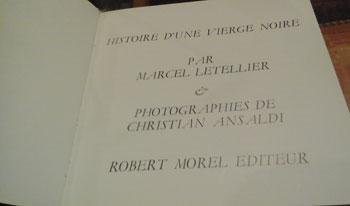 HISTOIRE D'UNE VIERGE NOIRE
PAR
MARCEL LETELLIER
&
PHOTOGRAPHIES DE
CHRISTIAN ANSALDI
ROBERT MOREL EDITEUR